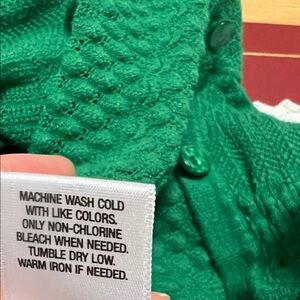 MACHINE WASH COLD
WITH LIKE COLORS.
ONLY NON-CHLORINE
BLEACH WHEN NEEDED.
TUMBLE DRY LOW.
WARM IRON IF NEEDED.